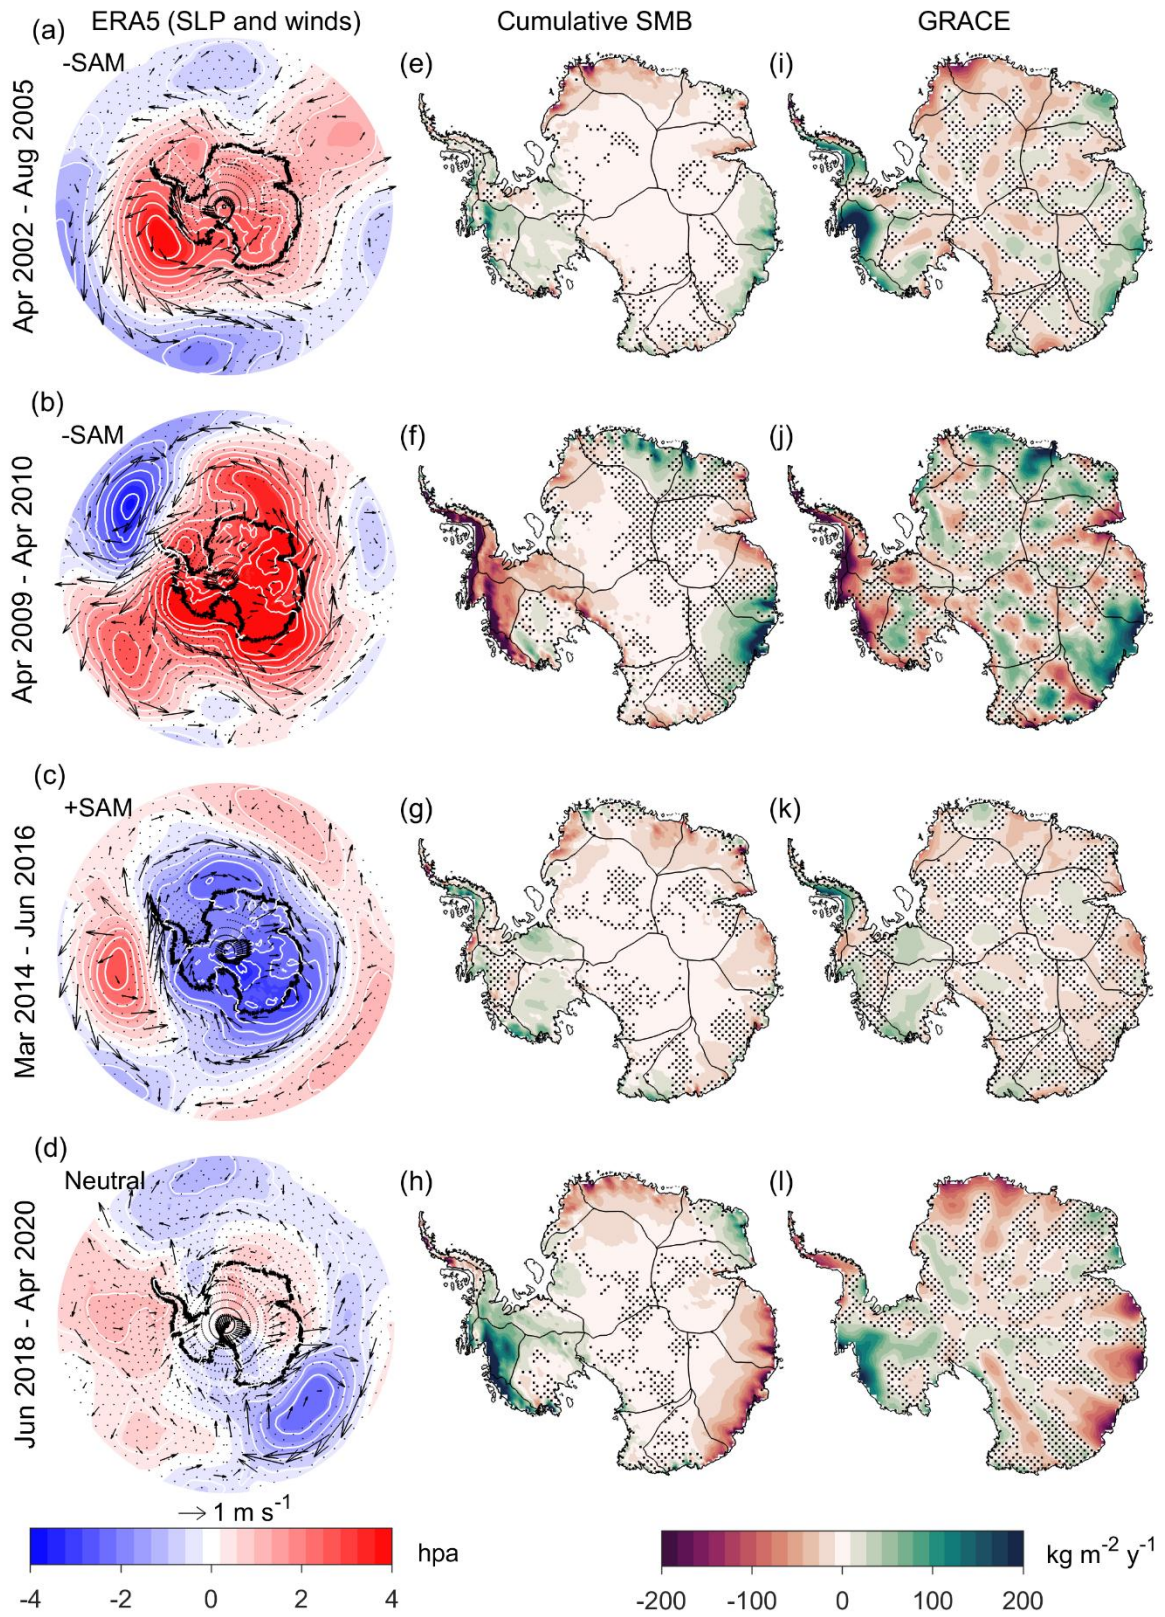 ERA5 (SLP and winds) Cumulative SMB GRACE
(a) (e) (i)
-SAM
Apr 2002 - Aug 2005
(b) (f) (j)
-SAM
Apr 2009 - Apr 2010
(c) (g) (k)
+SAM
Mar 2014 - Jun 2016
(d) (h) (l)
Neutral
Jun 2018 - Apr 2020
1 m s⁻¹
hpa kg m⁻² y⁻¹
-4 -2 0 2 4 -200 -100 0 100 200